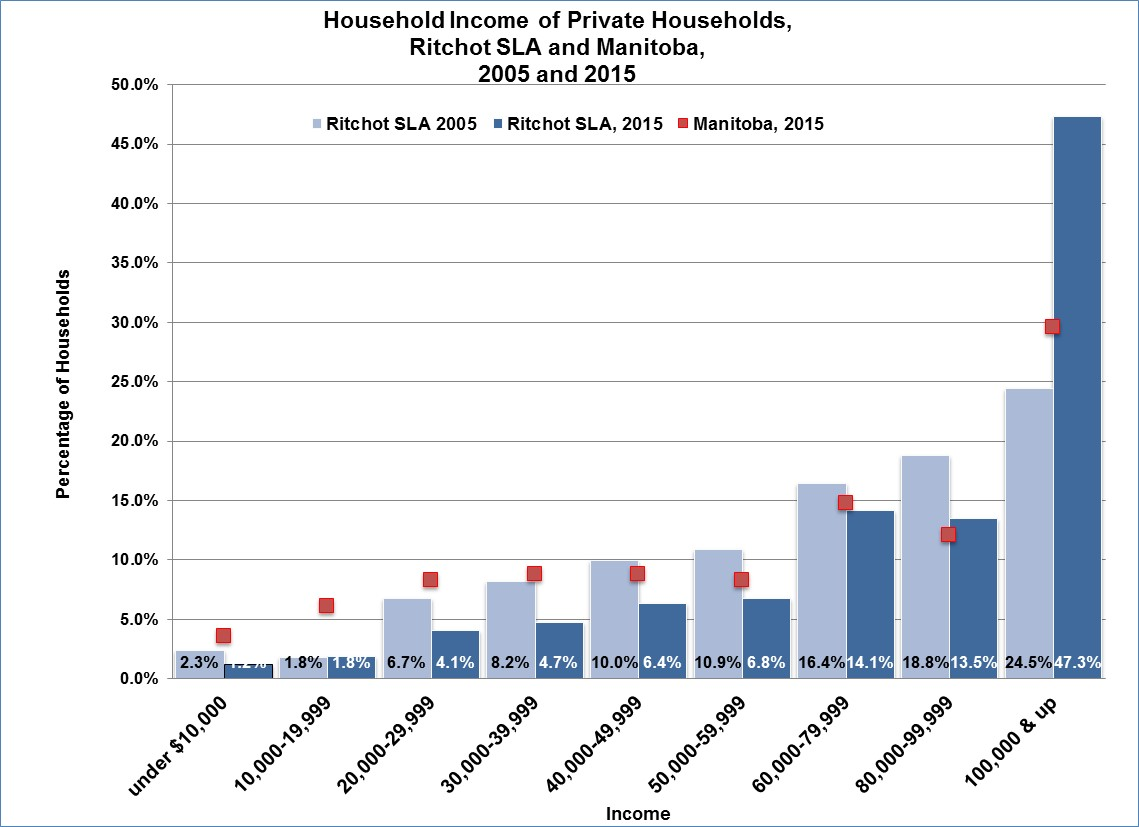 Household Income of Private Households,
Ritchot SLA and Manitoba,
2005 and 2015
Ritchot SLA 2005 Ritchot SLA, 2015 Manitoba, 2015
50.0%
45.0%
40.0%
35.0%
30.0%
25.0%
20.0%
15.0%
10.0%
5.0%
0.0%
Percentage of Households
2.3% 1.2% 1.8% 1.8% 6.7% 4.1% 8.2% 4.7% 10.0% 6.4% 10.9% 6.8% 16.4% 14.1% 18.8% 13.5% 24.5% 47.3%
under $10,000
10,000-19,999
20,000-29,999
30,000-39,999
40,000-49,999
50,000-59,999
60,000-79,999
80,000-99,999
100,000 & up
Income